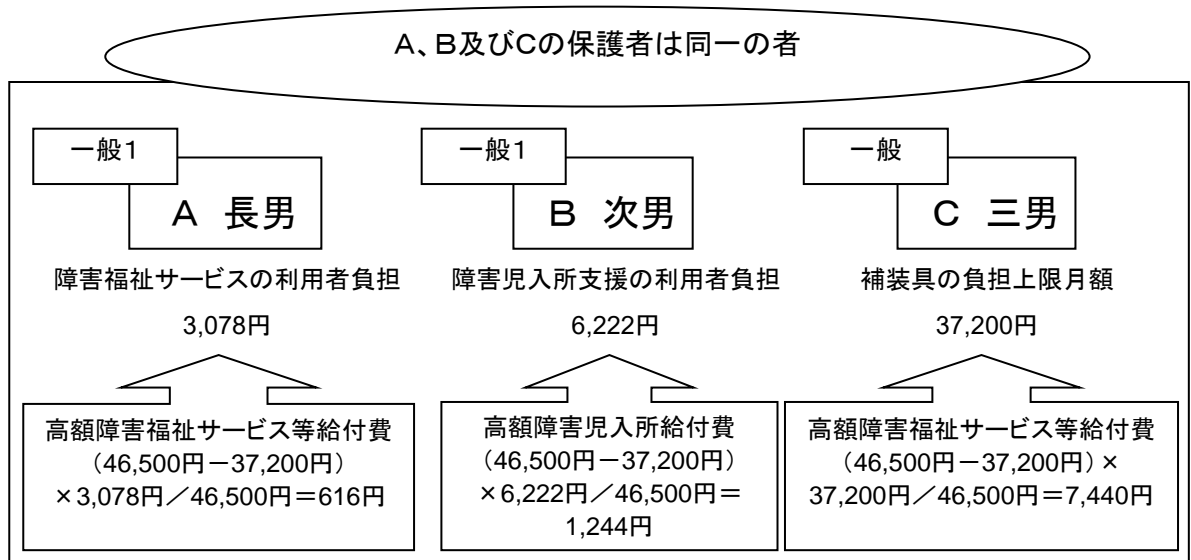 A、B及びCの保護者は同一の者
一般1
A 長男
障害福祉サービスの利用者負担
3,078円
高額障害福祉サービス等給付費
(46,500円-37,200円)
×3,078円/46,500円=616円
一般1
B 次男
障害児入所支援の利用者負担
6,222円
高額障害児入所給付費
(46,500円-37,200円)
×6,222円/46,500円=
1,244円
一般
C 三男
補装具の負担上限月額
37,200円
高額障害福祉サービス等給付費
(46,500円-37,200円)×
37,200円/46,500円=7,440円